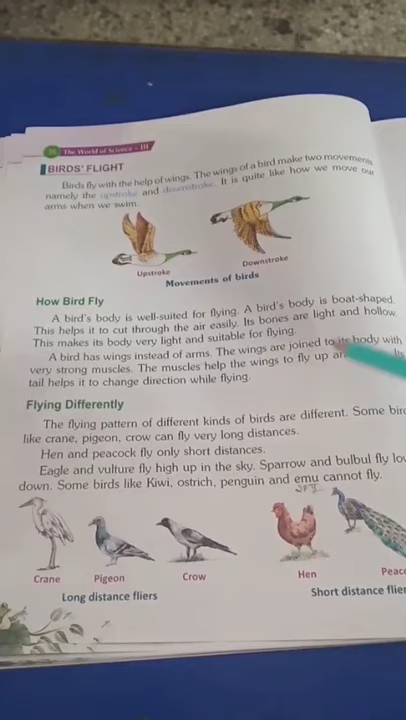 The World of Science - III
BIRDS' FLIGHT
Birds fly with the help of wings. The wings of a bird make two movements
namely the upstroke and downstroke. It is quite like how we move our
arms when we swim.
Upstroke
Downstroke
Movements of birds
How Bird Fly
A bird's body is well-suited for flying. A bird's body is boat-shaped.
This helps it to cut through the air easily. Its bones are light and hollow.
This makes its body very light and suitable for flying.
A bird has wings instead of arms. The wings are joined to its body with
very strong muscles. The muscles help the wings to fly up an Its
tail helps it to change direction while flying.
Flying Differently
The flying pattern of different kinds of birds are different. Some bird
like crane, pigeon, crow can fly very long distances.
Hen and peacock fly only short distances.
Eagle and vulture fly high up in the sky. Sparrow and bulbul fly low
down. Some birds like Kiwi, ostrich, penguin and emu cannot fly.
Crane
Pigeon
Crow
Hen
Peaco
Long distance fliers
Short distance flier